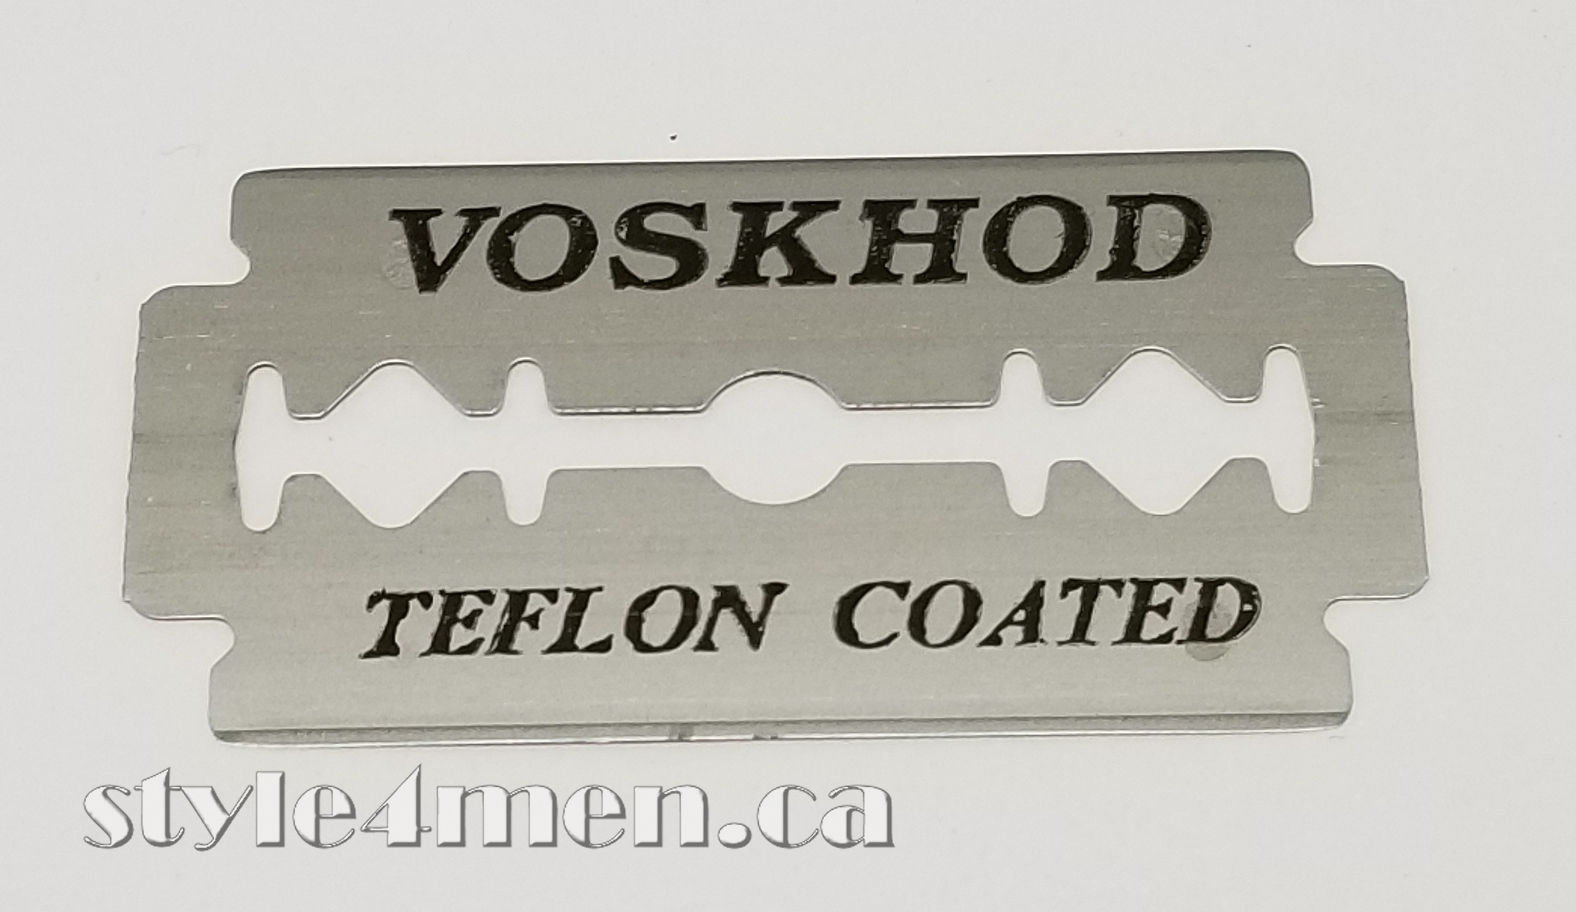 VOSKHOD
TEFLON COATED
style4men.ca